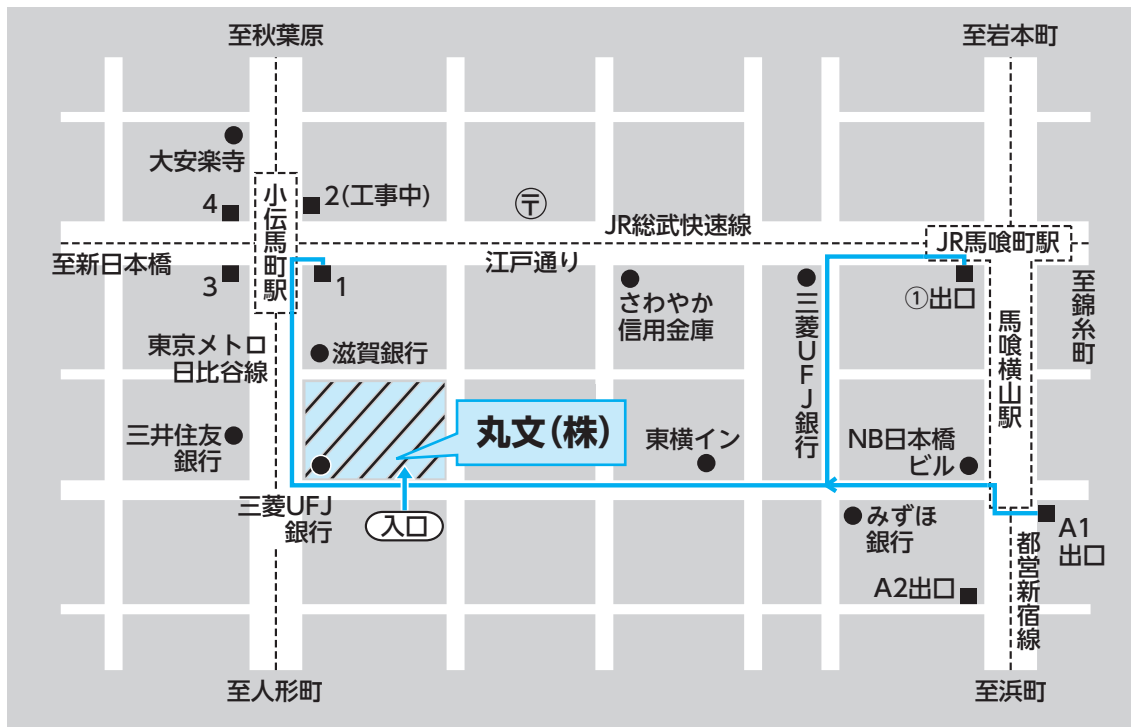 至秋葉原
至岩本町
大安楽寺
4
小伝馬町駅
2(工事中)
〒
JR総武快速線
JR馬喰町駅
至新日本橋
江戸通り
3
1
さわやか
信用金庫
三菱UFJ銀行
①出口
馬喰横山駅
至錦糸町
東京メトロ
日比谷線
滋賀銀行
三井住友
銀行
丸文(株)
東横イン
NB日本橋
ビル
三菱UFJ
銀行
入口
みずほ
銀行
A1
出口
A2出口
都営新宿線
至人形町
至浜町